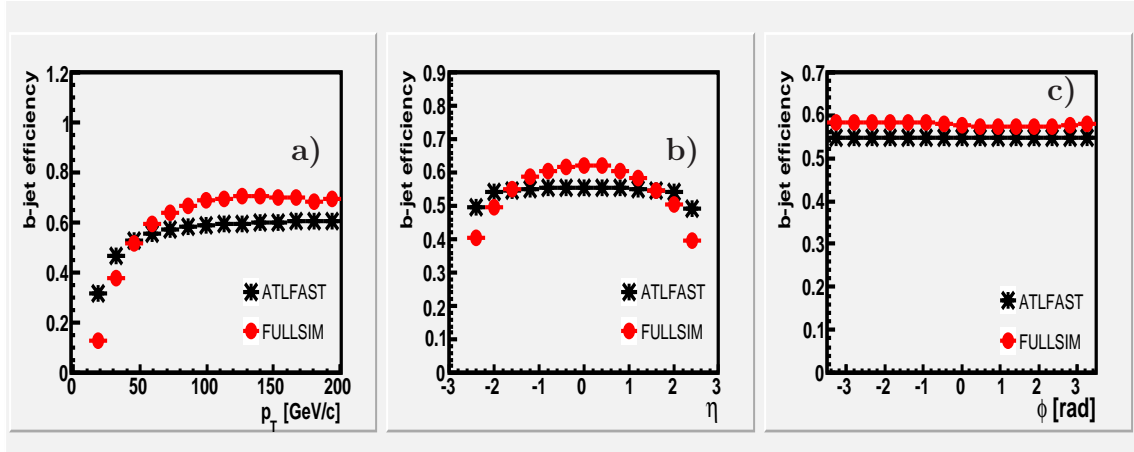 b-jet efficiency
1.2
1
0.8
0.6
0.4
0.2
0
a)
ATLFAST
FULLSIM
0 50 100 150 200
p_T [GeV/c]
b-jet efficiency
0.9
0.8
0.7
0.6
0.5
0.4
0.3
0.2
0.1
0
b)
ATLFAST
FULLSIM
-3 -2 -1 0 1 2 3
η
b-jet efficiency
0.7
0.6
0.5
0.4
0.3
0.2
0.1
0
c)
ATLFAST
FULLSIM
-3 -2 -1 0 1 2 3
ϕ [rad]